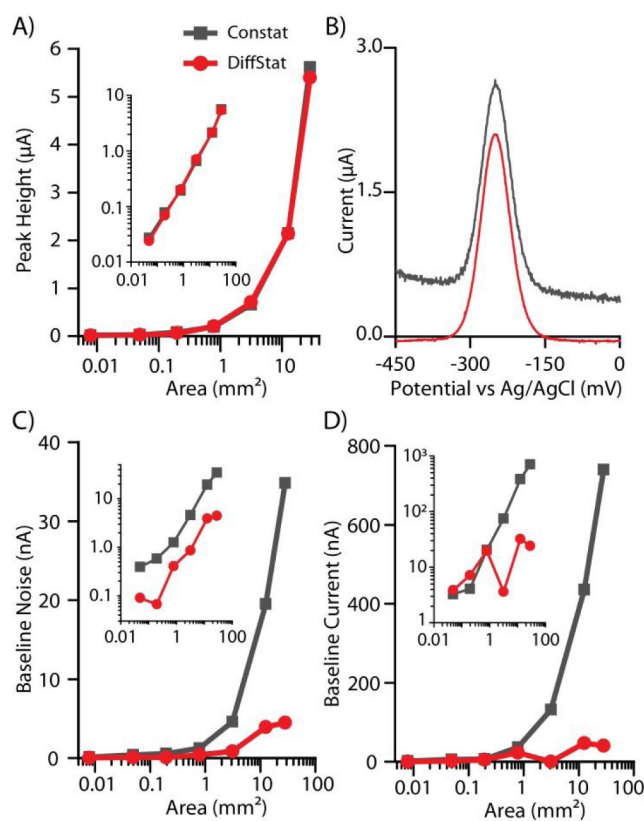 A)
Constat
DiffStat
6
5
4
3
2
1
0
Peak Height (μA)
10
1.0
0.1
0.01
0.01 1 100
0.01 0.1 1 10
Area (mm²)
B)
3.0
1.5
0.0
Current (μA)
-450 -300 -150 0
Potential vs Ag/AgCl (mV)
C)
40
30
20
10
0
Baseline Noise (nA)
10.0
1.0
0.1
0.01 1 100
0.01 0.1 1 10 100
Area (mm²)
D)
800
600
400
200
0
Baseline Current (nA)
10³
10²
10
3
1
0.01 1 100
0.01 0.1 1 10 100
Area (mm²)